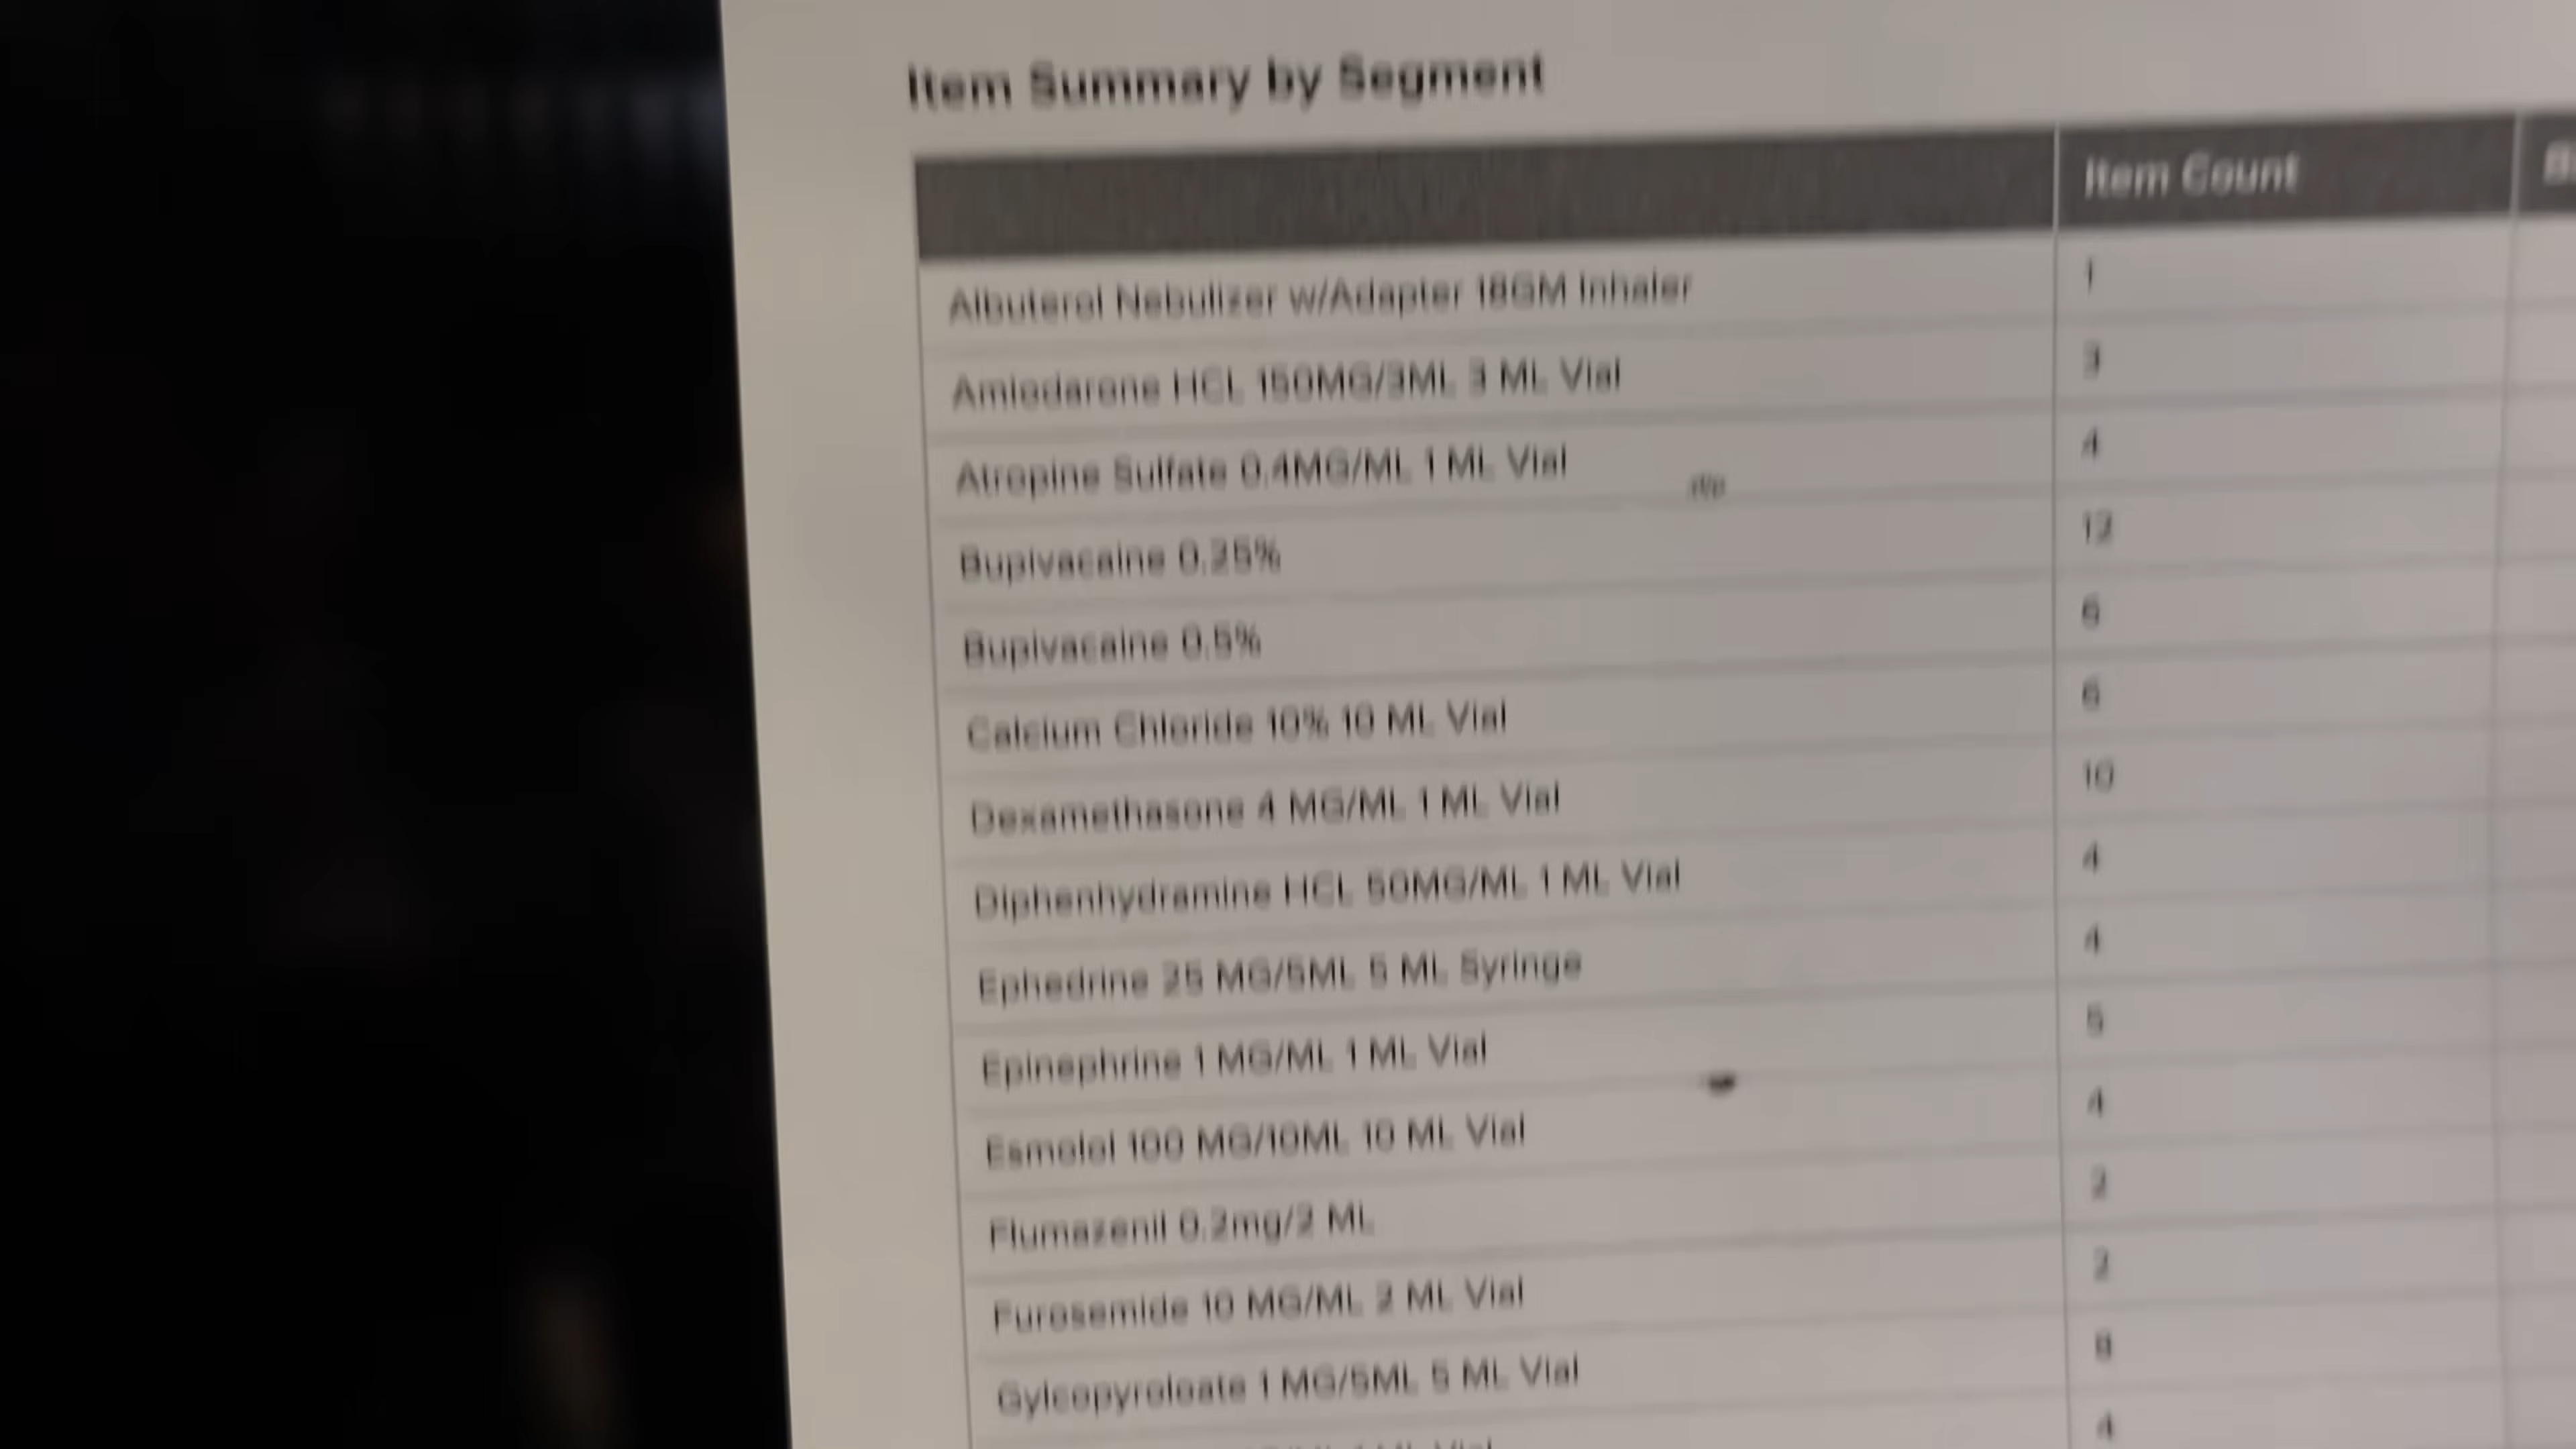 Item Summary by Segment
Item Count
Albuterol Nebulizer w/Adapter 18GM Inhaler 1
Amiodarone HCL 150MG/3ML 3 ML Vial 3
Atropine Sulfate 0.4MG/ML 1 ML Vial 4
Bupivacaine 0.25% 12
Bupivacaine 0.5% 6
Calcium Chloride 10% 10 ML Vial 6
Dexamethasone 4 MG/ML 1 ML Vial 10
Diphenhydramine HCL 50MG/ML 1 ML Vial 4
Ephedrine 25 MG/5ML 5 ML Syringe 4
Epinephrine 1 MG/ML 1 ML Vial 5
Esmolol 100 MG/10ML 10 ML Vial 4
Flumazenil 0.2mg/2 ML 2
Furosemide 10 MG/ML 2 ML Vial 2
Gylcopyroloate 1 MG/5ML 5 ML Vial 8
4